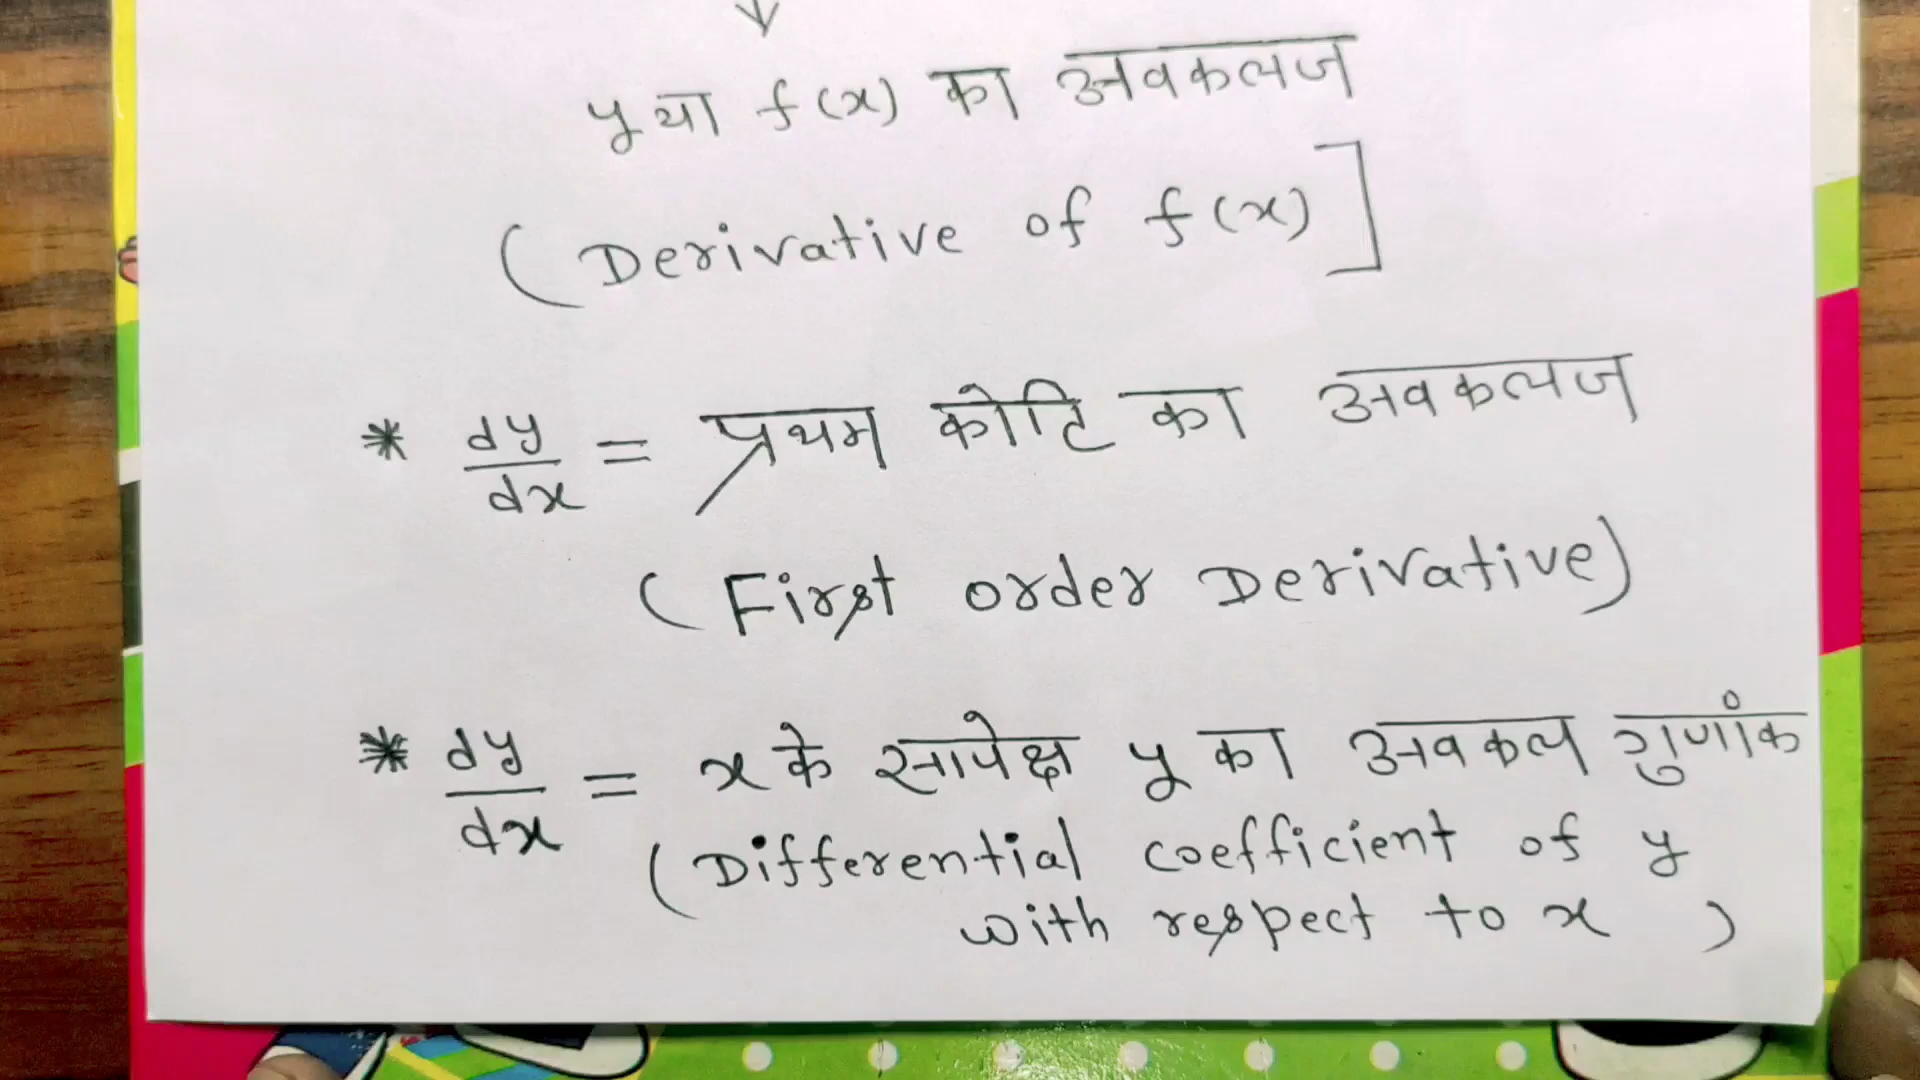 y या f(x) का अवकलज
(Derivative of f(x)]
* dy/dx = प्रथम कोटि का अवकलज
(First order Derivative)
* dy/dx = x के सापेक्ष y का अवकल गुणांक
(Differential coefficient of y
with respect to x )